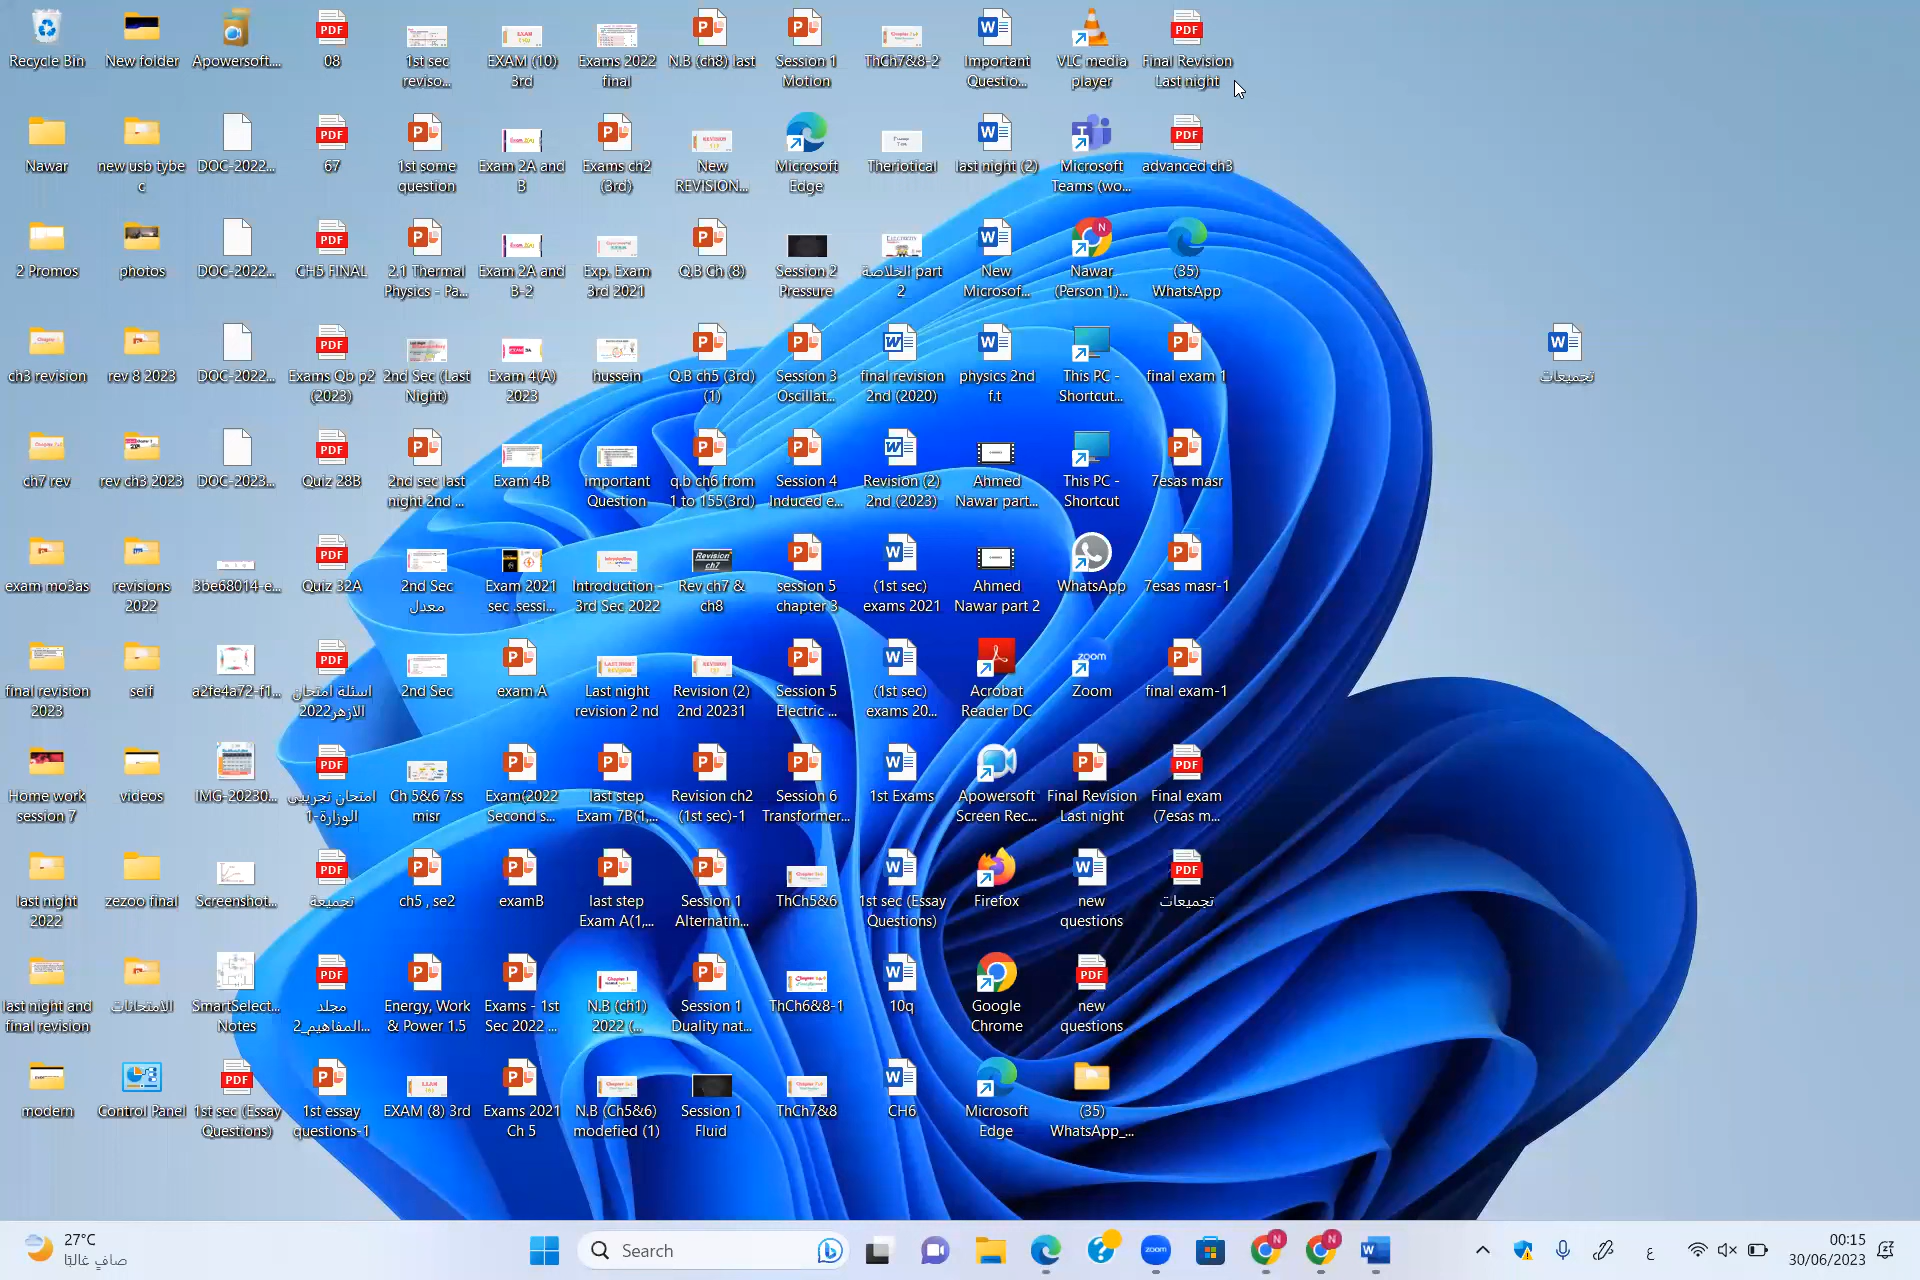 Recycle Bin
New folder
Apowersoft....
08
1st sec
reviso...
EXAM (10)
3rd
Exams 2022
final
N.B (ch8) last
Session 1
Motion
ThCh7&8-2
Important
Questio...
VLC media
player
Final Revision
Last night
Nawar
new usb type
c
DOC-2022...
67
1st some
question
Exam 2A and
B
Exams ch2
(3rd)
New
REVISION...
Microsoft
Edge
Theriotical
last night (2)
Microsoft
Teams (wo...
advanced ch3
2 Promos
photos
DOC-2022...
CH5 FINAL
2.1 Thermal
Physics - Pa...
Exam 2A and
B-2
Exp. Exam
3rd 2021
Q.B Ch (8)
Session 2
Pressure
الخلاصة part
2
New
Microsof...
Nawar
(Person 1)...
(35)
WhatsApp
ch3 revision
rev 8 2023
DOC-2022...
Exams Qb p2
(2023)
2nd Sec (Last
Night)
Exam 4(A)
2023
hussein
Q.B ch5 (3rd)
(1)
Session 3
Oscillat...
final revision
2nd (2020)
physics 2nd
f.t
This PC -
Shortcut...
final exam 1
تجميعات
ch7 rev
rev ch3 2023
DOC-2023...
Quiz 28B
2nd sec last
night 2nd ...
Exam 4B
important
Question
q.b ch6 from
1 to 155(3rd)
Session 4
Induced e...
Revision (2)
2nd (2023)
Ahmed
Nawar part...
This PC -
Shortcut
7esas masr
exam mo3as
revisions
2022
3be68014-e...
Quiz 32A
2nd Sec
معدل
Exam 2021
sec .sessi...
Introduction -
3rd Sec 2022
Rev ch7 &
ch8
session 5
chapter 3
(1st sec)
exams 2021
Ahmed
Nawar part 2
WhatsApp
7esas masr-1
final revision
2023
seif
a2fe4a72-f1...
اسئلة امتحان
الازهر2022
2nd Sec
exam A
Last night
revision 2 nd
Revision (2)
2nd 20231
Session 5
Electric ...
(1st sec)
exams 20...
Acrobat
Reader DC
Zoom
final exam-1
Home work
session 7
videos
IMG-20230...
امتحان تجريبى
الوزارة-1
Ch 5&6 7ss
misr
Exam(2022
Second s...
last step
Exam 7B(1,...
Revision ch2
(1st sec)-1
Session 6
Transformer...
1st Exams
Apowersoft
Screen Rec...
Final Revision
Last night
Final exam
(7esas m...
last night
2022
zezoo final
Screenshot...
تجميعة
ch5 , se2
examB
last step
Exam A(1,...
Session 1
Alternatin...
ThCh5&6
1st sec (Essay
Questions)
Firefox
new
questions
تجميعات
last night and
final revision
الامتحانات
SmartSelect...
Notes
مجلد
المفاهيم_2...
Energy, Work
& Power 1.5
Exams - 1st
Sec 2022 ...
N.B (ch1)
2022 (...
Session 1
Duality nat...
ThCh6&8-1
10q
Google
Chrome
new
questions
modern
Control Panel
1st sec (Essay
Questions)
1st essay
questions-1
EXAM (8) 3rd
Exams 2021
Ch 5
N.B (Ch5&6)
modefied (1)
Session 1
Fluid
ThCh7&8
CH6
Microsoft
Edge
(35)
WhatsApp_...
27°C
صافٍ غالبًا
Search
zoom
ع
00:15
30/06/2023